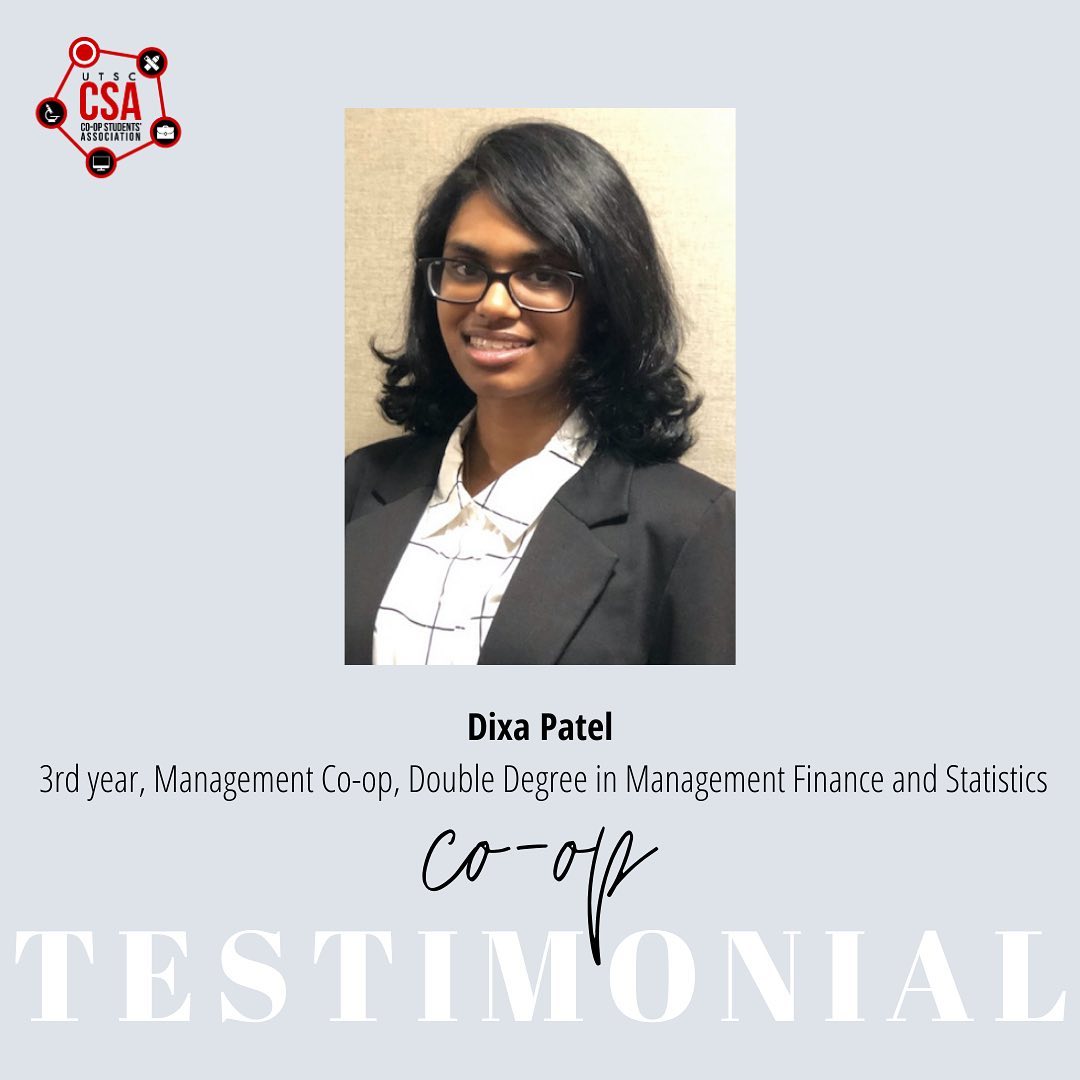 UTSC
CSA
CO-OP STUDENTS'
ASSOCIATION
Dixa Patel
3rd year, Management Co-op, Double Degree in Management Finance and Statistics
co-op
TESTIMONIAL